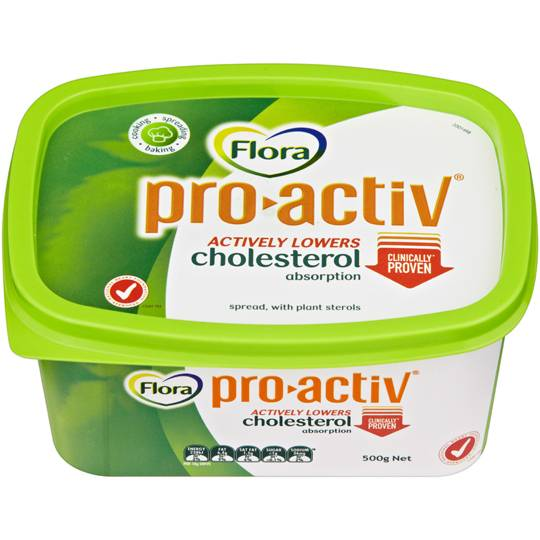 cooking • spreading
baking •
Flora
pro-activ®
ACTIVELY LOWERS
cholesterol
absorption
CLINICALLY
PROVEN
spread, with plant sterols
Flora
pro-activ®
ACTIVELY LOWERS
cholesterol
absorption
CLINICALLY
PROVEN
ENERGY
FAT
SAT FAT
SUGAR
SODIUM
500g Net